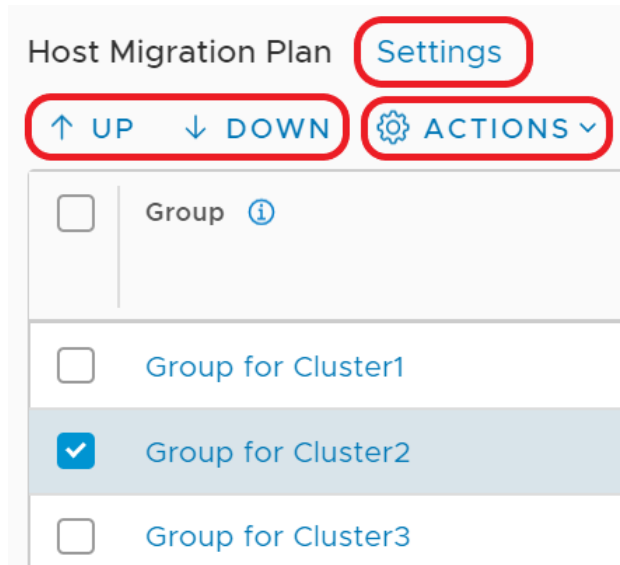 Host Migration Plan Settings
UP DOWN ACTIONS
Group
Group for Cluster1
Group for Cluster2
Group for Cluster3